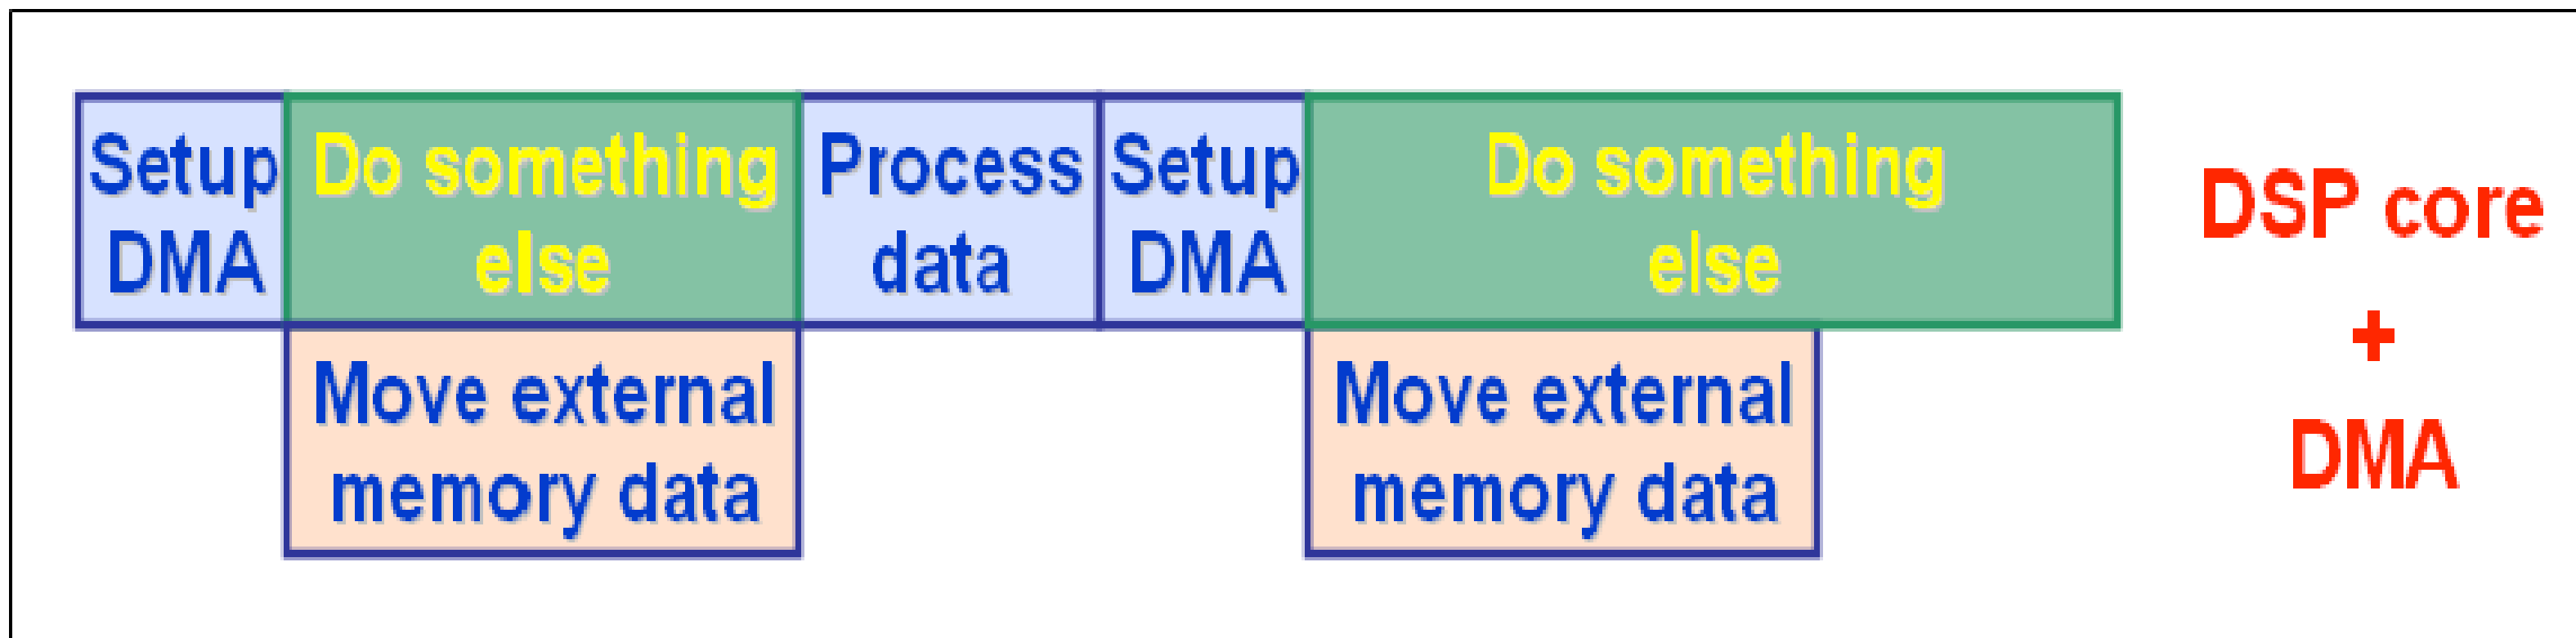 Setup
DMA
Do something
else
Process
data
Setup
DMA
Do something
else
Move external
memory data
Move external
memory data
DSP core
+
DMA